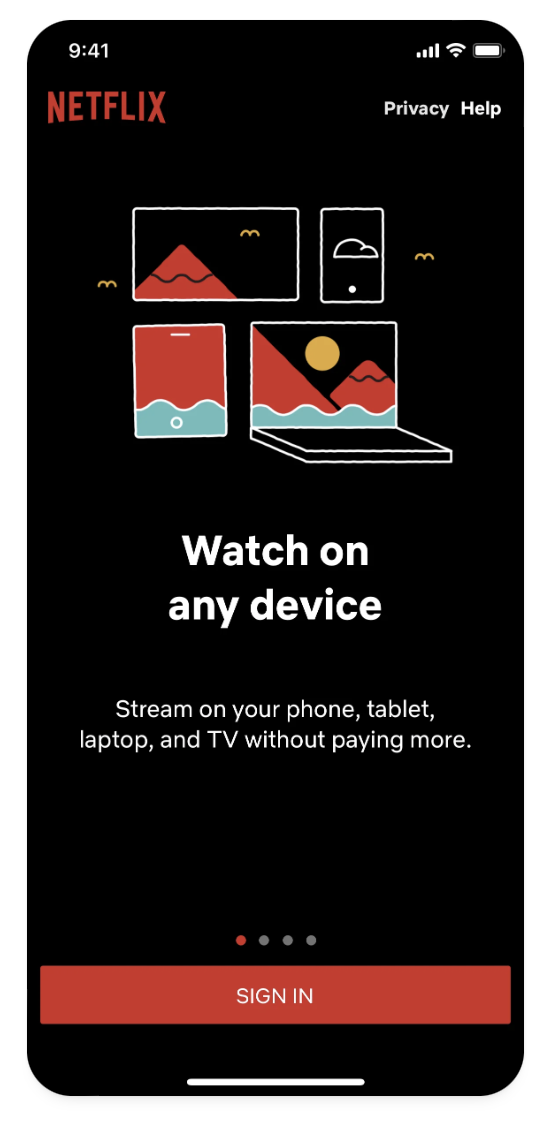 9:41
NETFLIX
Privacy Help
Watch on
any device
Stream on your phone, tablet,
laptop, and TV without paying more.
SIGN IN